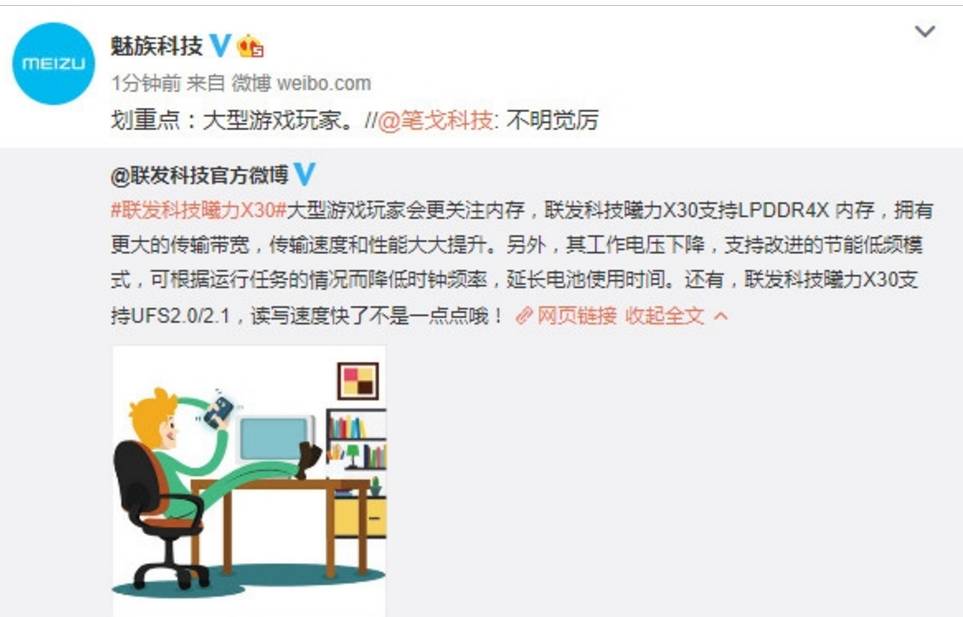 MEIZU
魅族科技
1分钟前 来自 微博 weibo.com
划重点：大型游戏玩家。//@笔戈科技: 不明觉厉
@联发科技官方微博
#联发科技曦力X30#大型游戏玩家会更关注内存，联发科技曦力X30支持LPDDR4X 内存，拥有
更大的传输带宽，传输速度和性能大大提升。另外，其工作电压下降，支持改进的节能低频模
式，可根据运行任务的情况而降低时钟频率，延长电池使用时间。还有，联发科技曦力X30支
持UFS2.0/2.1，读写速度快了不是一点点哦！ 网页链接 收起全文